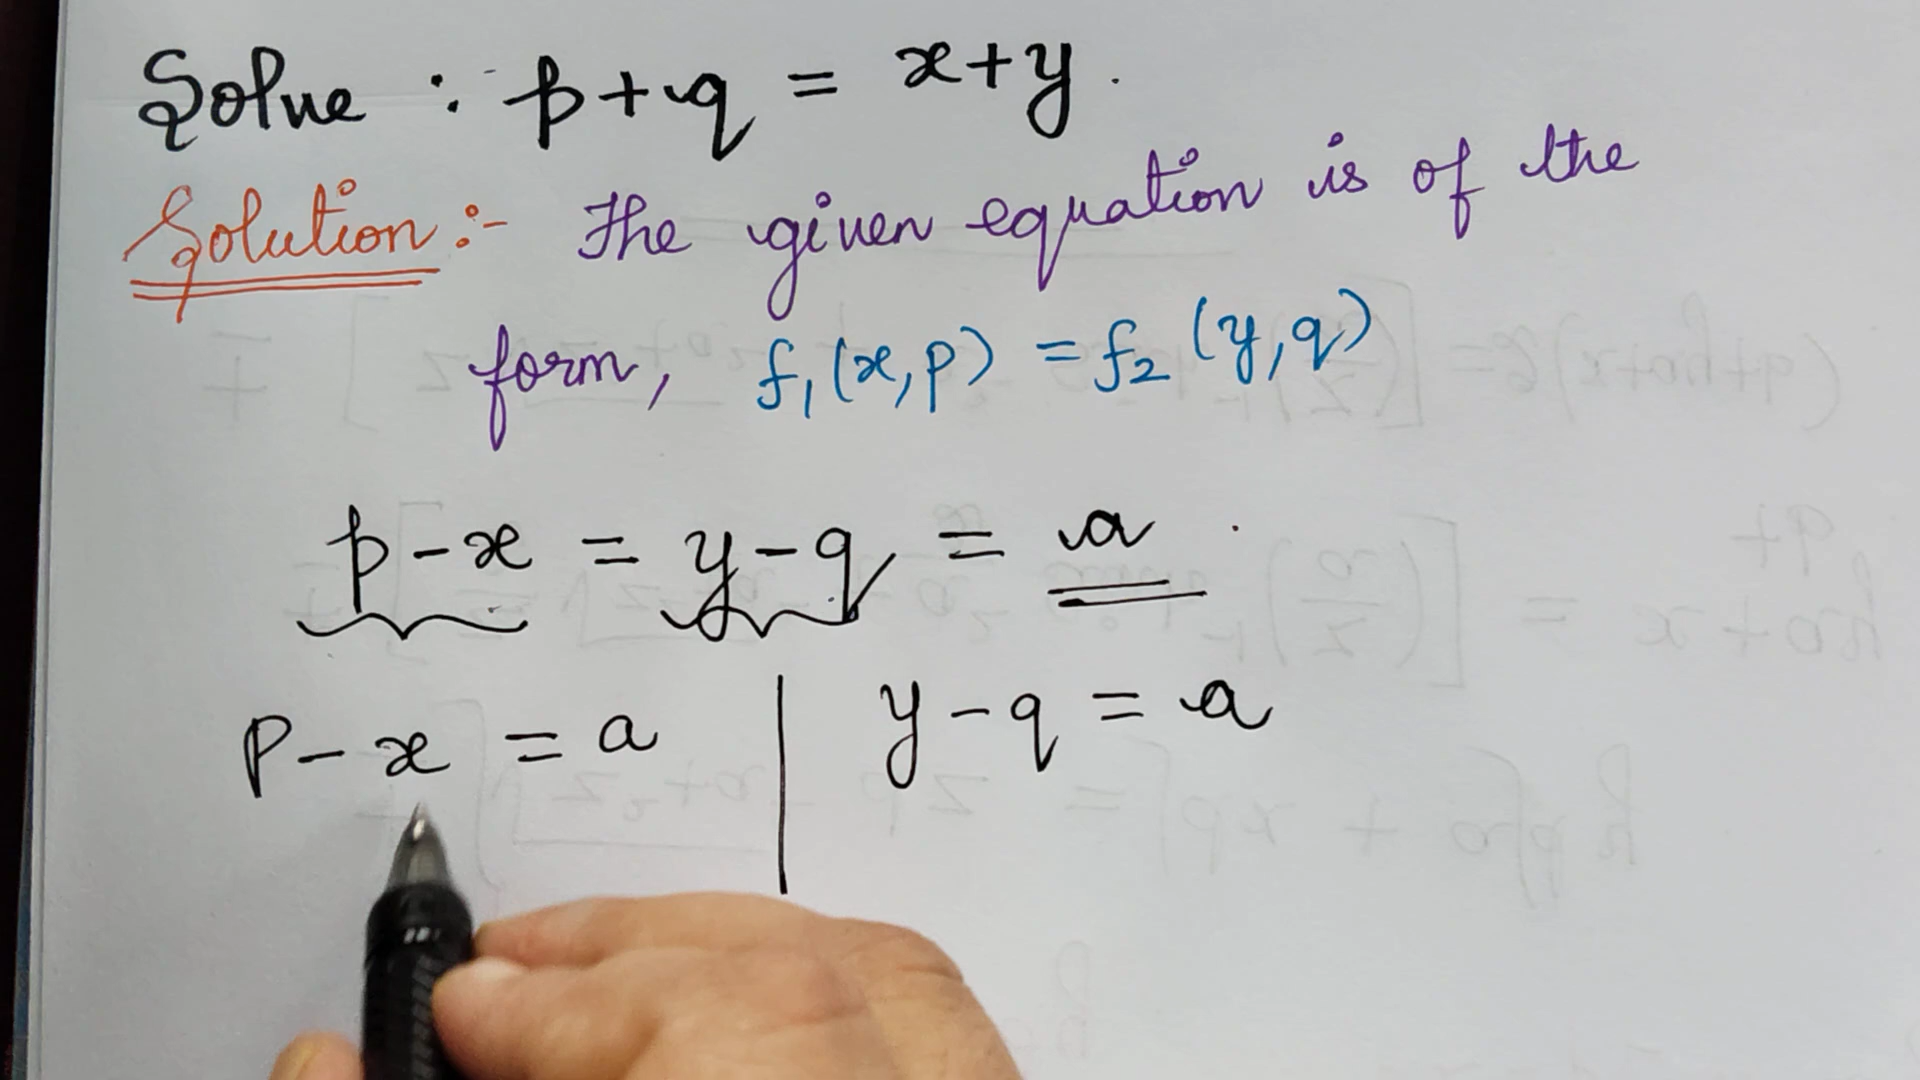 Solve : p+q = x+y.
Solution :- The given equation is of the
form, f₁(x,p) = f₂(y,q)
p-x = y-q = a.
p-x = a | y-q = a